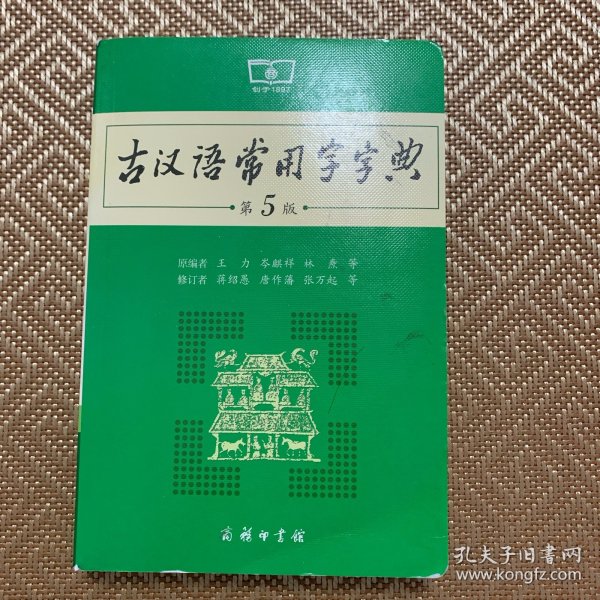 创于1897
古汉语常用字字典
第5版
原编者 王力 岑麒祥 林焘 等
修订者 蒋绍愚 唐作藩 张万起 等
商务印书馆
孔夫子旧书网
www.kongfz.com